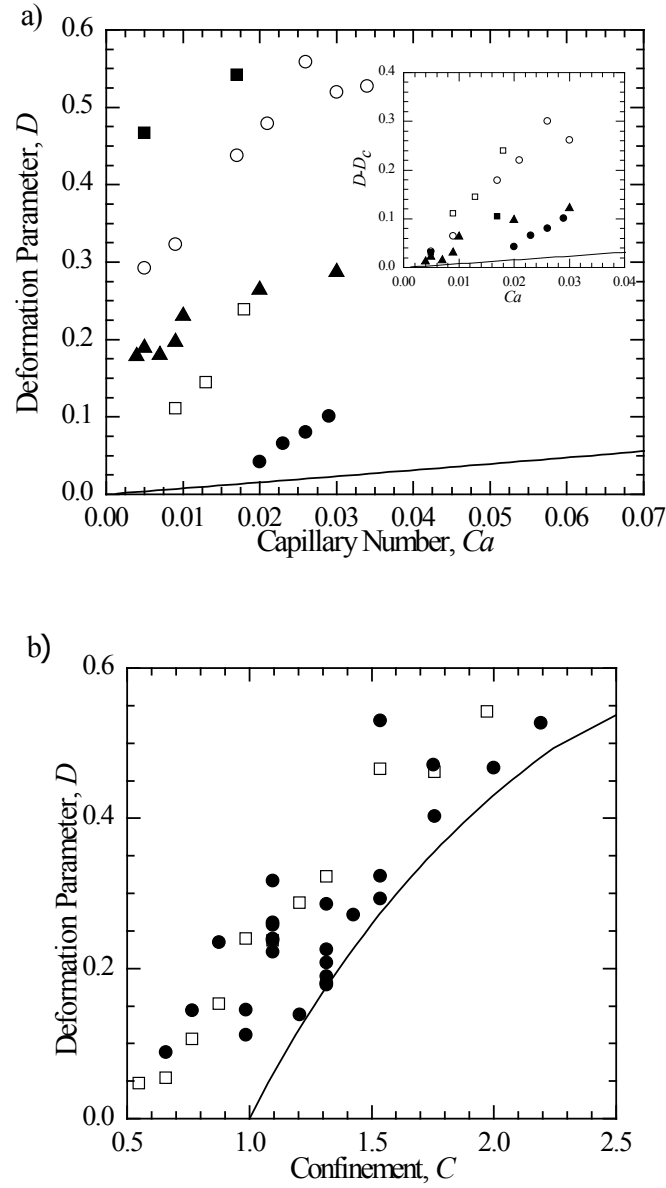 a)
0.6
0.5
0.4
0.3
0.2
0.1
0.0
Deformation Parameter, D
0.00 0.01 0.02 0.03 0.04 0.05 0.06 0.07
Capillary Number, Ca
0.4
0.3
0.2
0.1
0.0
D-Dc
0.00 0.01 0.02 0.03 0.04
Ca
b)
0.6
0.4
0.2
0.0
Deformation Parameter, D
0.5 1.0 1.5 2.0 2.5
Confinement, C